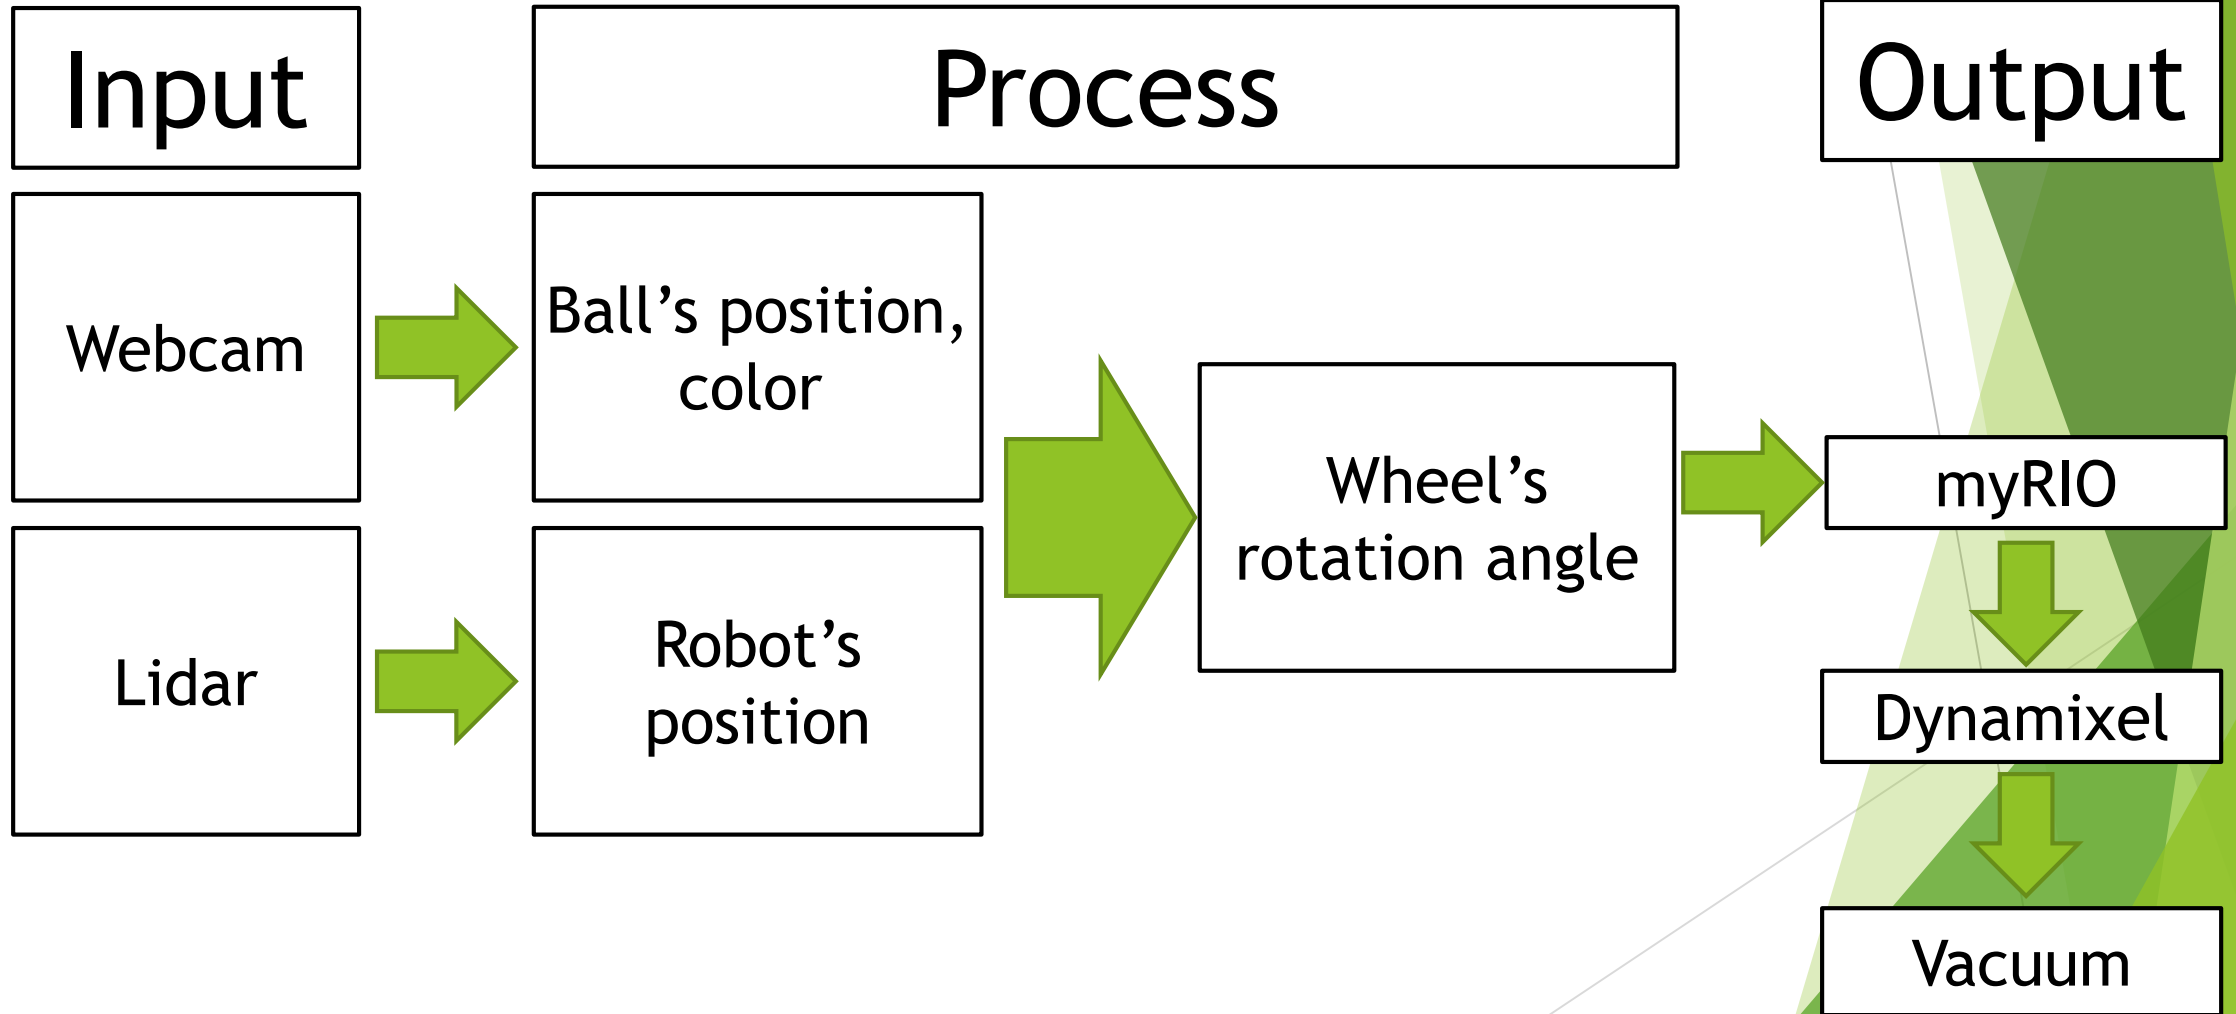 Input
Process
Output
Webcam
Ball’s position,
color
Lidar
Robot’s
position
Wheel’s
rotation angle
myRIO
Dynamixel
Vacuum